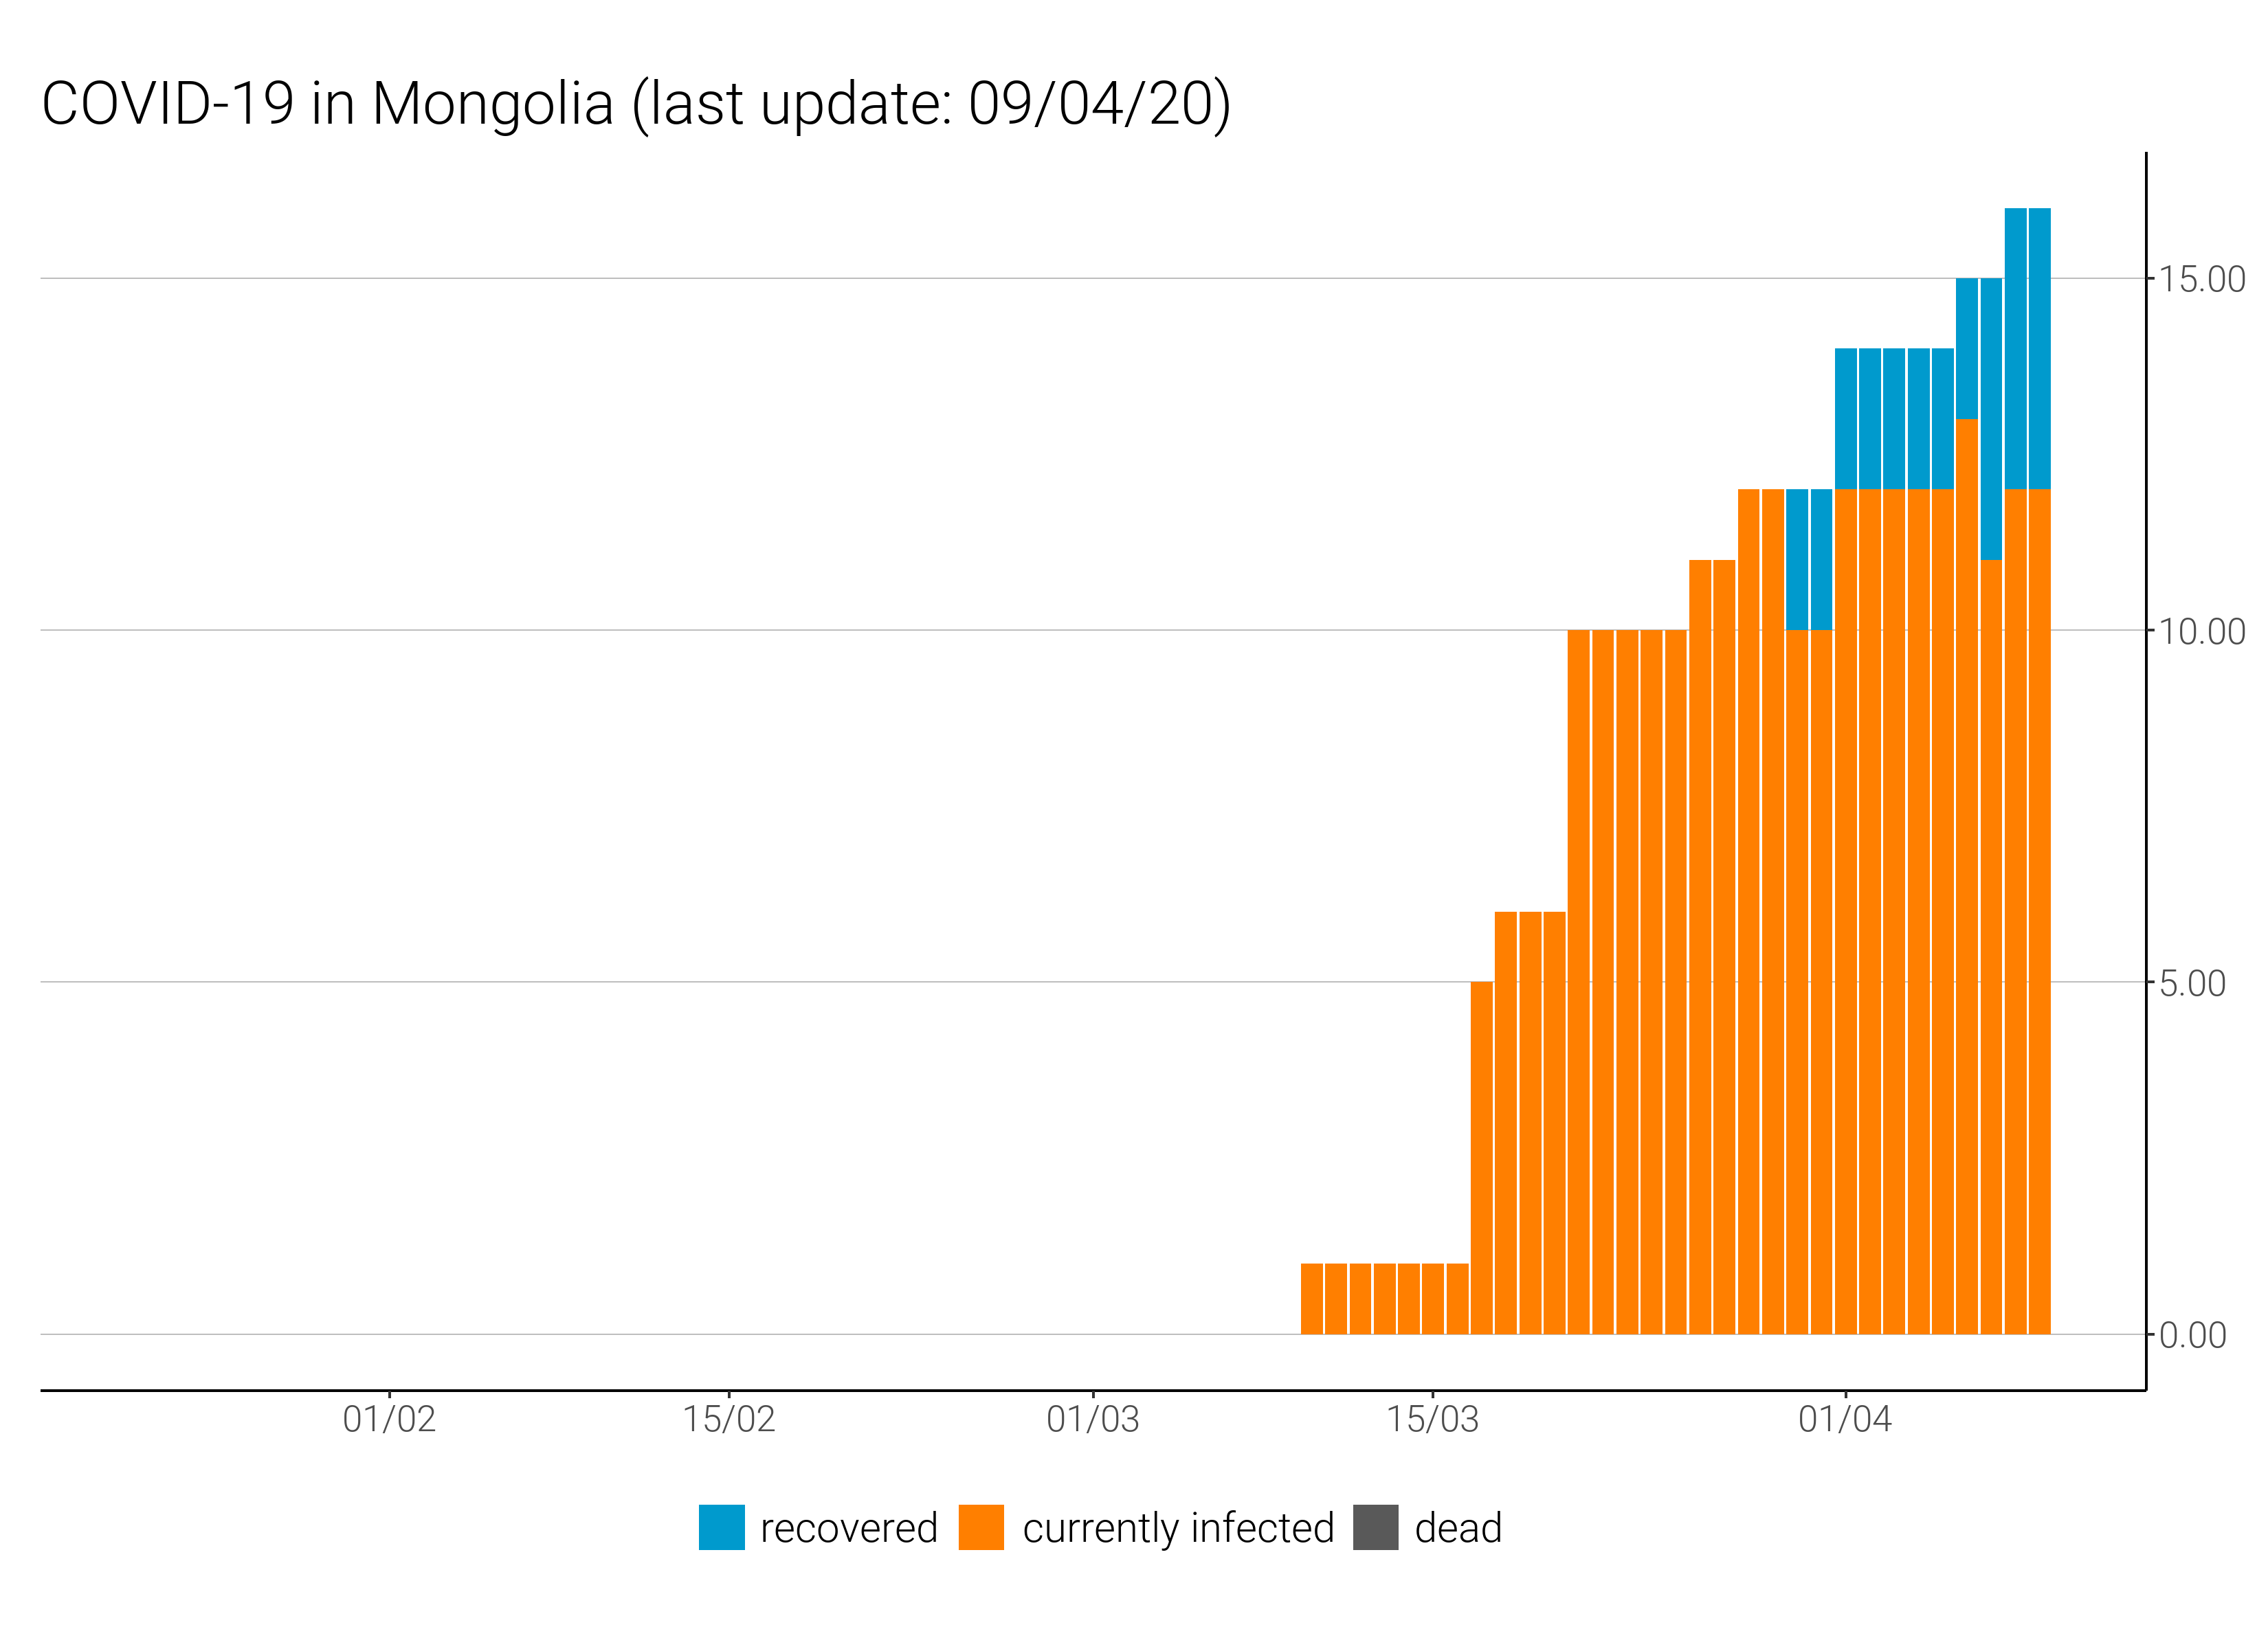 COVID-19 in Mongolia (last update: 09/04/20)
15.00
10.00
5.00
0.00
01/02 15/02 01/03 15/03 01/04
recovered currently infected dead